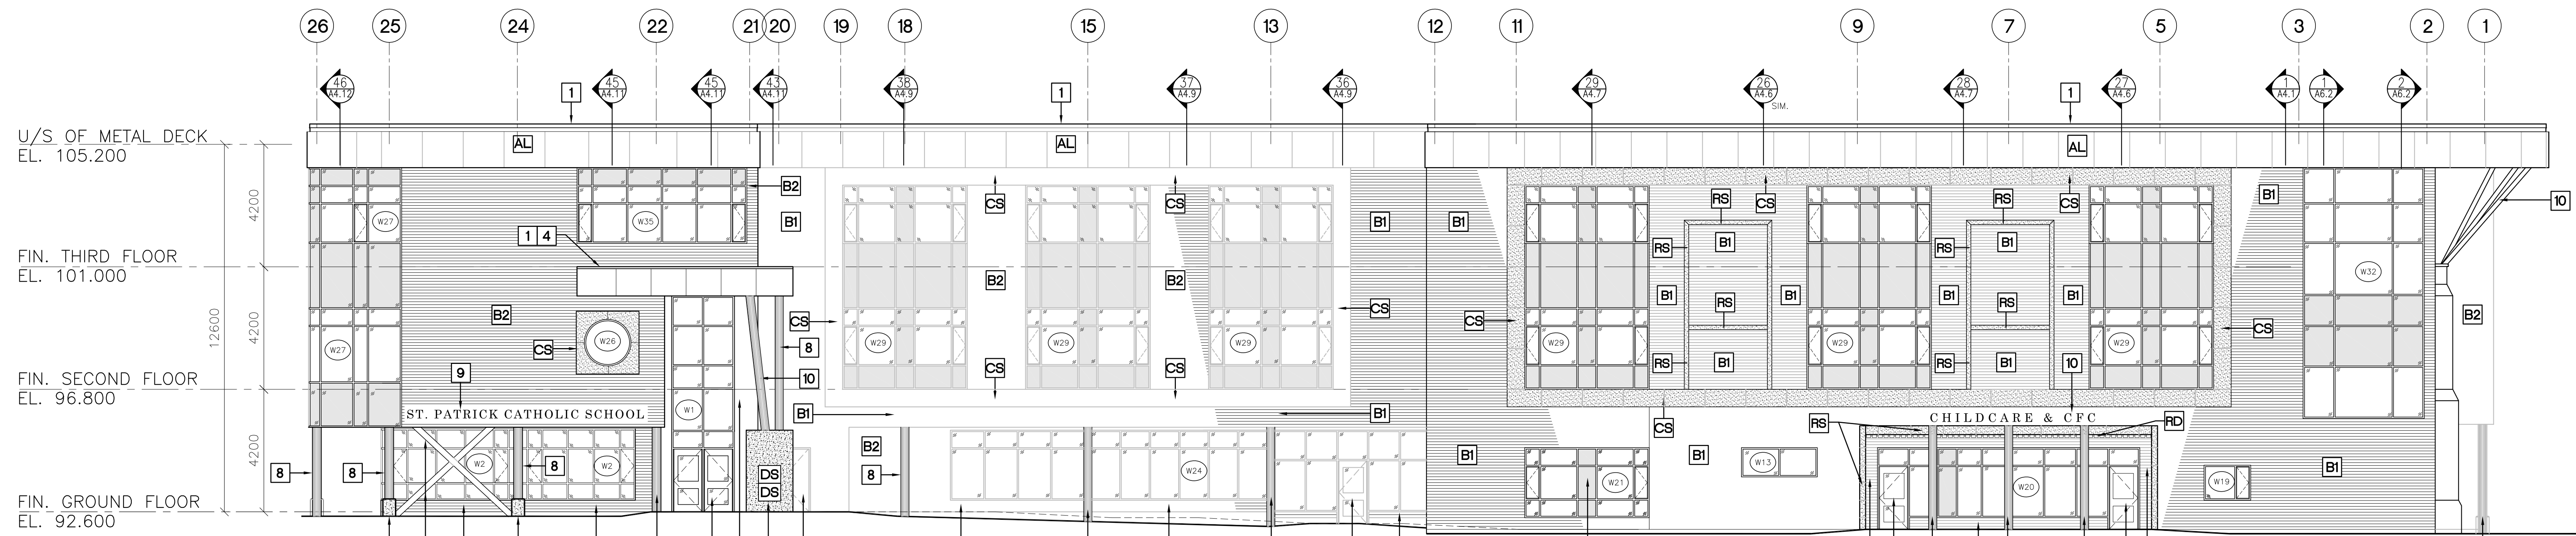 26 25 24 22 21 20 19 18 15 13 12 11 9 7 5 3 2 1
46 A4.12
45 A4.11
45 A4.11
43 A4.11
38 A4.9
37 A4.9
36 A4.9
29 A4.7
26 A4.6
SIM.
28 A4.7
27 A4.6
1 A4.1
1 A6.2
2 A6.2
1 1 1
U/S OF METAL DECK
EL. 105.200
AL AL AL
B2
W27 W35 B1 CS CS B1 B1 RS CS RS CS B1 10
4200
1 4
B1 B1
RS RS
FIN. THIRD FLOOR
EL. 101.000
B2 B2 W32
B1 B1 B1 B1
12600
4200
B2 CS CS CS RS RS CS B2
W27 CS W26 8 W29 W29 W29 W29 W29 W29
RS B1 RS B1 10
9 10 CS CS
FIN. SECOND FLOOR
EL. 96.800
ST. PATRICK CATHOLIC SCHOOL W1 B1 B1 CHILDCARE & CFC
RS RD
CS
4200
B2 B1 B1
8 8 W2 8 W2 DS 8 W24 W21 W13 W20 W19 B1
DS
FIN. GROUND FLOOR
EL. 92.600